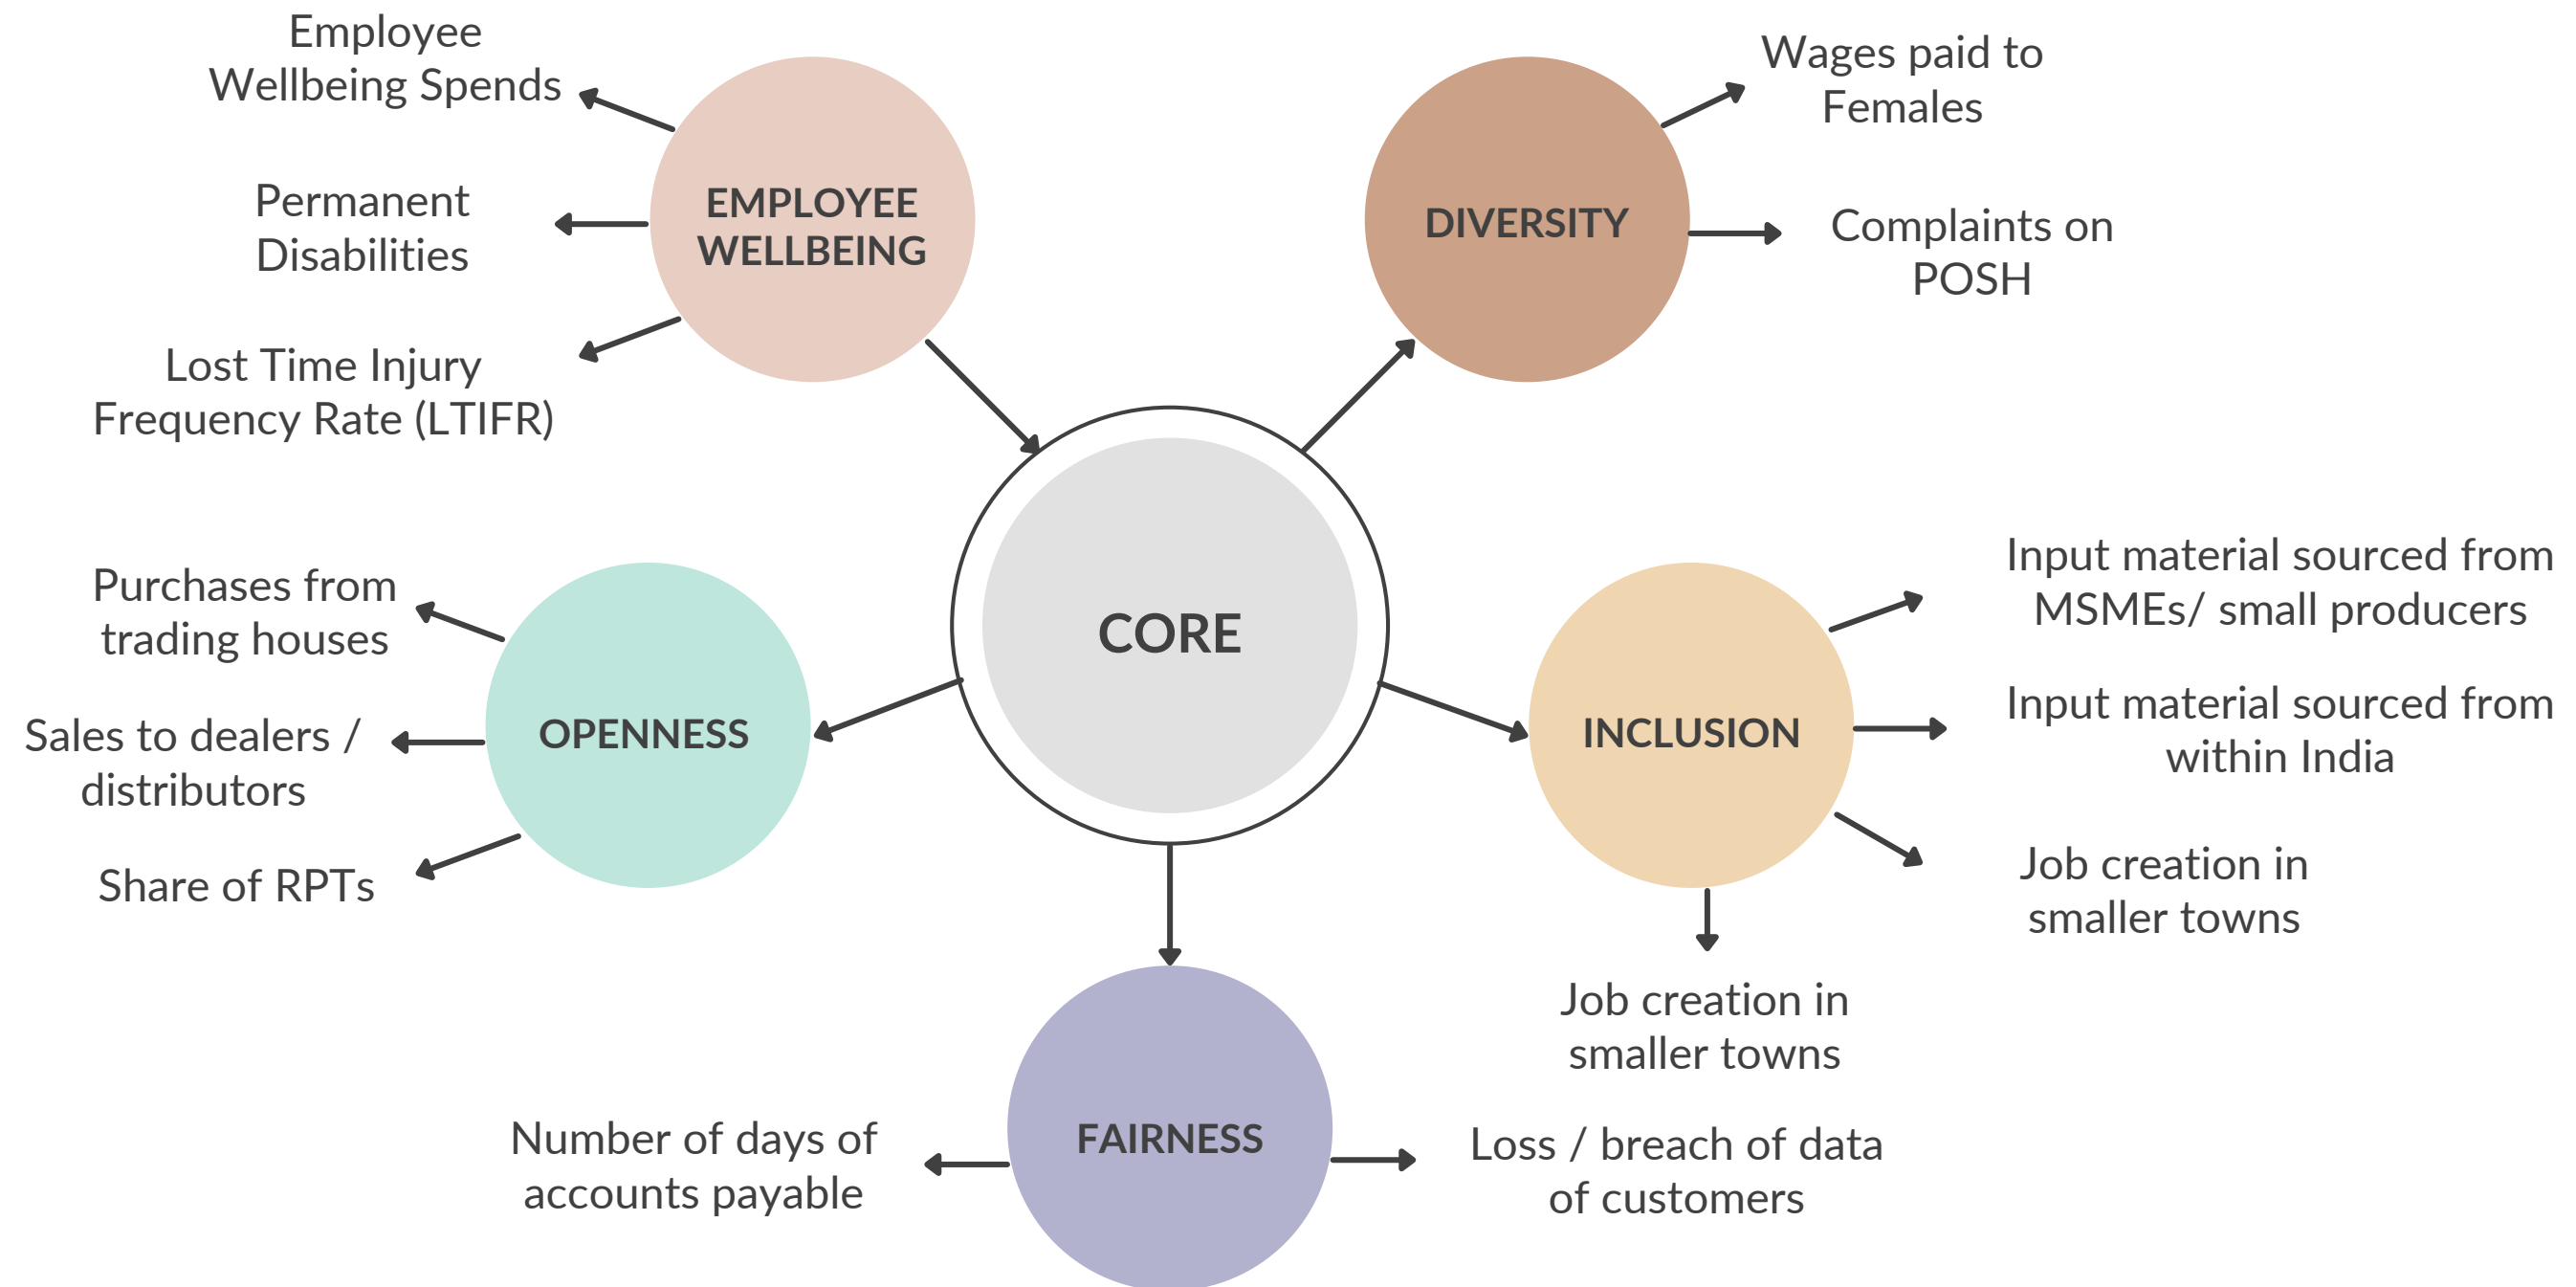 Employee
Wellbeing Spends
Permanent
Disabilities
Lost Time Injury
Frequency Rate (LTIFR)
EMPLOYEE
WELLBEING
DIVERSITY
Wages paid to
Females
Complaints on
POSH
CORE
Purchases from
trading houses
Sales to dealers /
distributors
Share of RPTs
OPENNESS
INCLUSION
Input material sourced from
MSMEs/ small producers
Input material sourced from
within India
Job creation in
smaller towns
Job creation in
smaller towns
Number of days of
accounts payable
FAIRNESS
Loss / breach of data
of customers